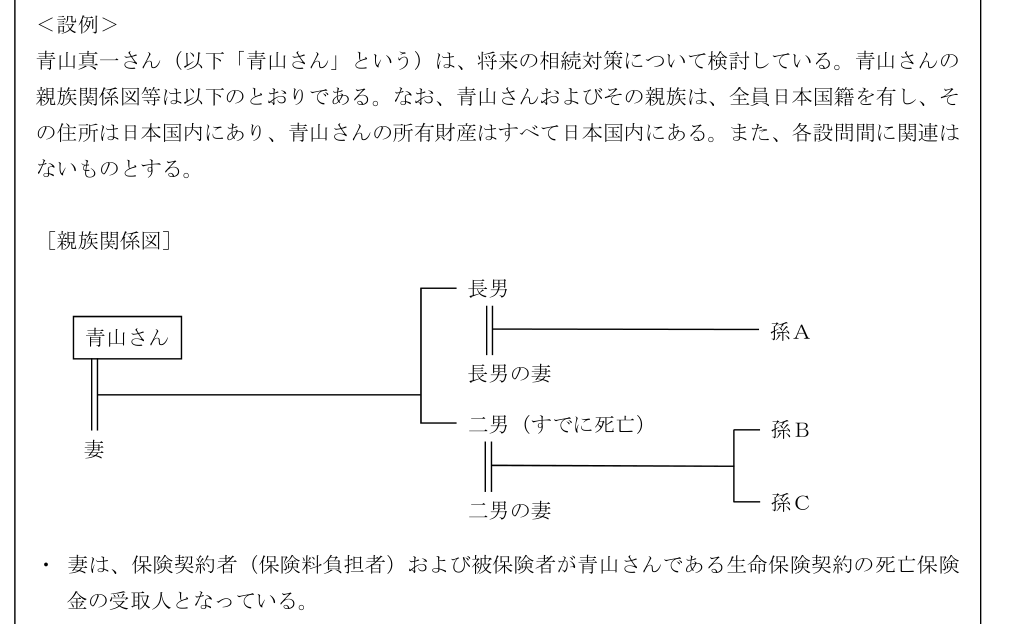 ＜設例＞
青山真一さん（以下「青山さん」という）は、将来の相続対策について検討している。青山さんの
親族関係図等は以下のとおりである。なお、青山さんおよびその親族は、全員日本国籍を有し、そ
の住所は日本国内にあり、青山さんの所有財産はすべて日本国内にある。また、各設問間に関連は
ないものとする。
［親族関係図］
長男
青山さん
孫Ａ
長男の妻
二男（すでに死亡）
孫Ｂ
妻
孫Ｃ
二男の妻
・ 妻は、保険契約者（保険料負担者）および被保険者が青山さんである生命保険契約の死亡保険
金の受取人となっている。